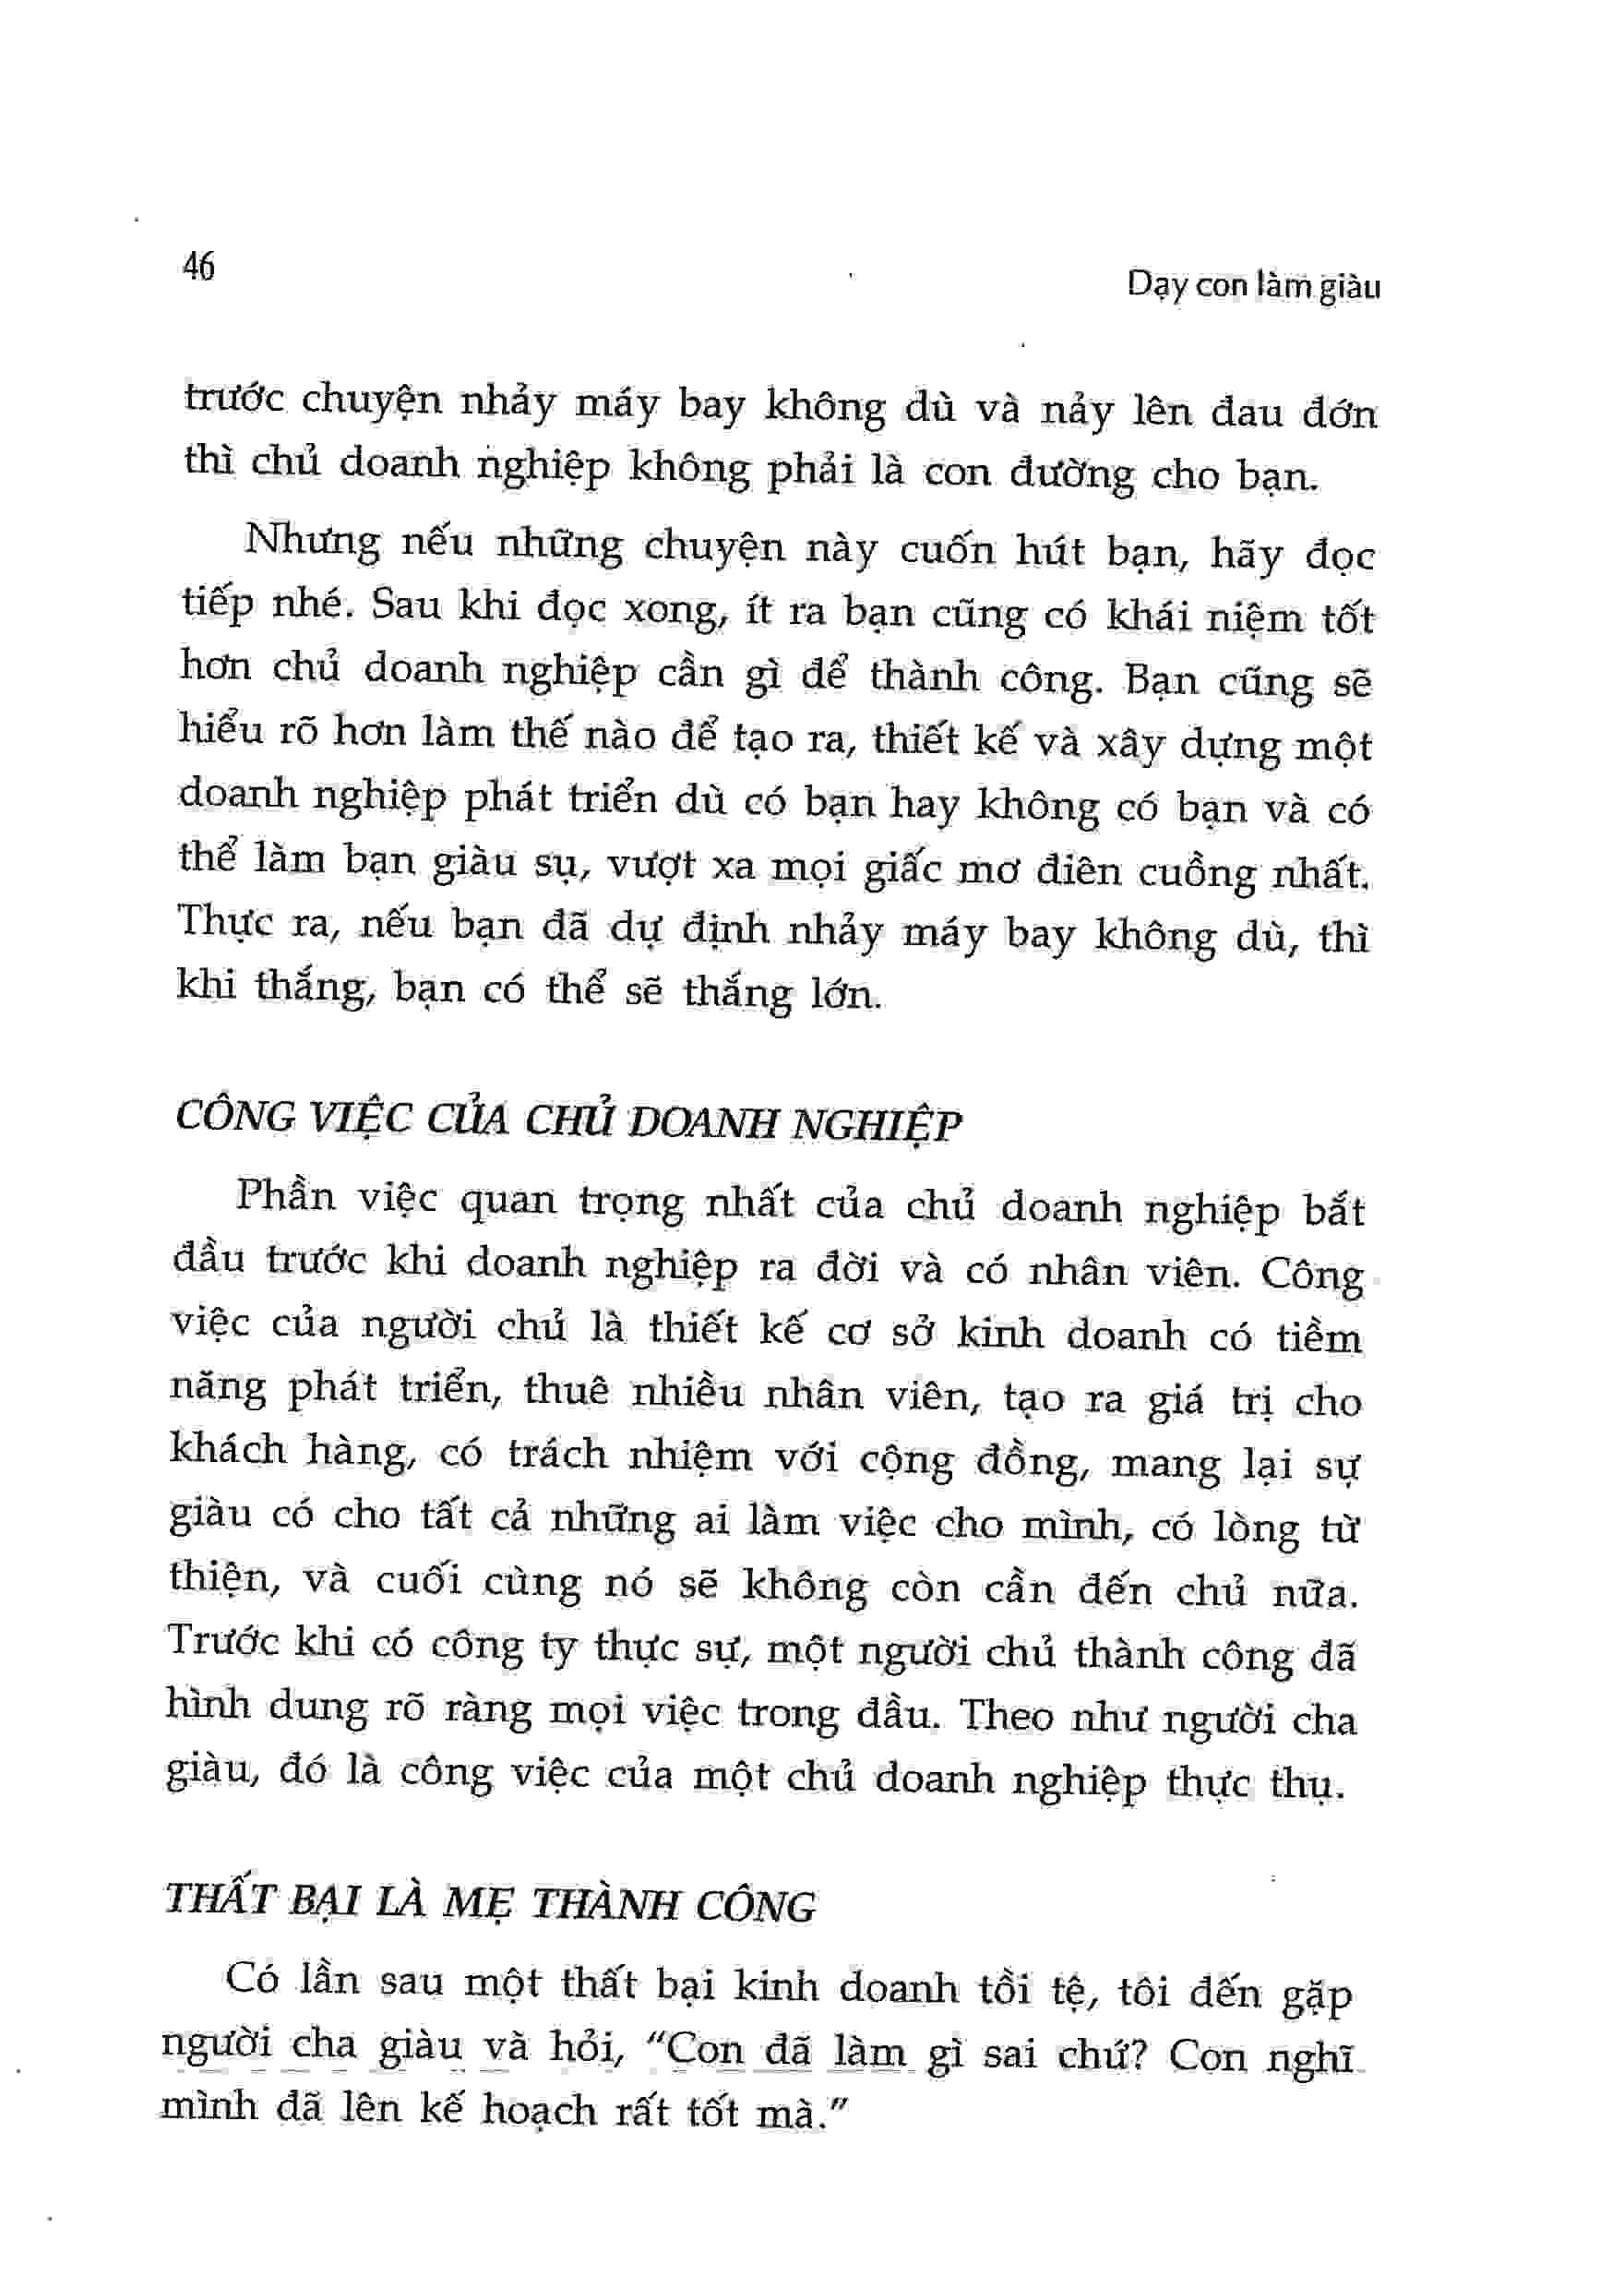 46
Dạy con làm giàu
trước chuyện nhảy máy bay không dù và nảy lên đau đớn
thì chủ doanh nghiệp không phải là con đường cho bạn.
Nhưng nếu những chuyện này cuốn hút bạn, hãy đọc
tiếp nhé. Sau khi đọc xong, ít ra bạn cũng có khái niệm tốt
hơn chủ doanh nghiệp cần gì để thành công. Bạn cũng sẽ
hiểu rõ hơn làm thế nào để tạo ra, thiết kế và xây dựng một
doanh nghiệp phát triển dù có bạn hay không có bạn và có
thể làm bạn giàu sụ, vượt xa mọi giấc mơ điên cuồng nhất.
Thực ra, nếu bạn đã dự định nhảy máy bay không dù, thì
khi thắng, bạn có thể sẽ thắng lớn.
CÔNG VIỆC CỦA CHỦ DOANH NGHIỆP
Phần việc quan trọng nhất của chủ doanh nghiệp bắt
đầu trước khi doanh nghiệp ra đời và có nhân viên. Công
việc của người chủ là thiết kế cơ sở kinh doanh có tiềm
năng phát triển, thuê nhiều nhân viên, tạo ra giá trị cho
khách hàng, có trách nhiệm với cộng đồng, mang lại sự
giàu có cho tất cả những ai làm việc cho mình, có lòng từ
thiện, và cuối cùng nó sẽ không còn cần đến chủ nữa.
Trước khi có công ty thực sự, một người chủ thành công đã
hình dung rõ ràng mọi việc trong đầu. Theo như người cha
giàu, đó là công việc của một chủ doanh nghiệp thực thụ.
THẤT BẠI LÀ MẸ THÀNH CÔNG
Có lần sau một thất bại kinh doanh tồi tệ, tôi đến gặp
người cha giàu và hỏi, "Con đã làm gì sai chứ? Con nghĩ
mình đã lên kế hoạch rất tốt mà."